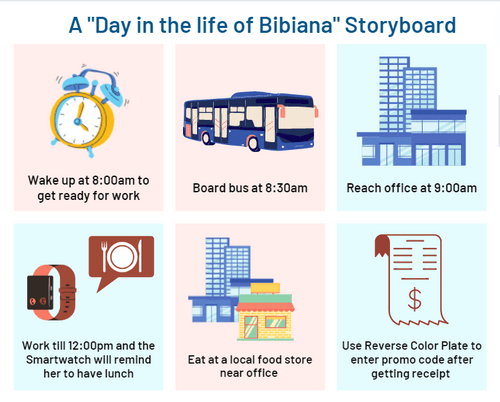 A "Day in the life of Bibiana" Storyboard
Wake up at 8:00am to
get ready for work
Board bus at 8:30am
Reach office at 9:00am
Work till 12:00pm and the
Smartwatch will remind
her to have lunch
Eat at a local food store
near office
$
Use Reverse Color Plate to
enter promo code after
getting receipt